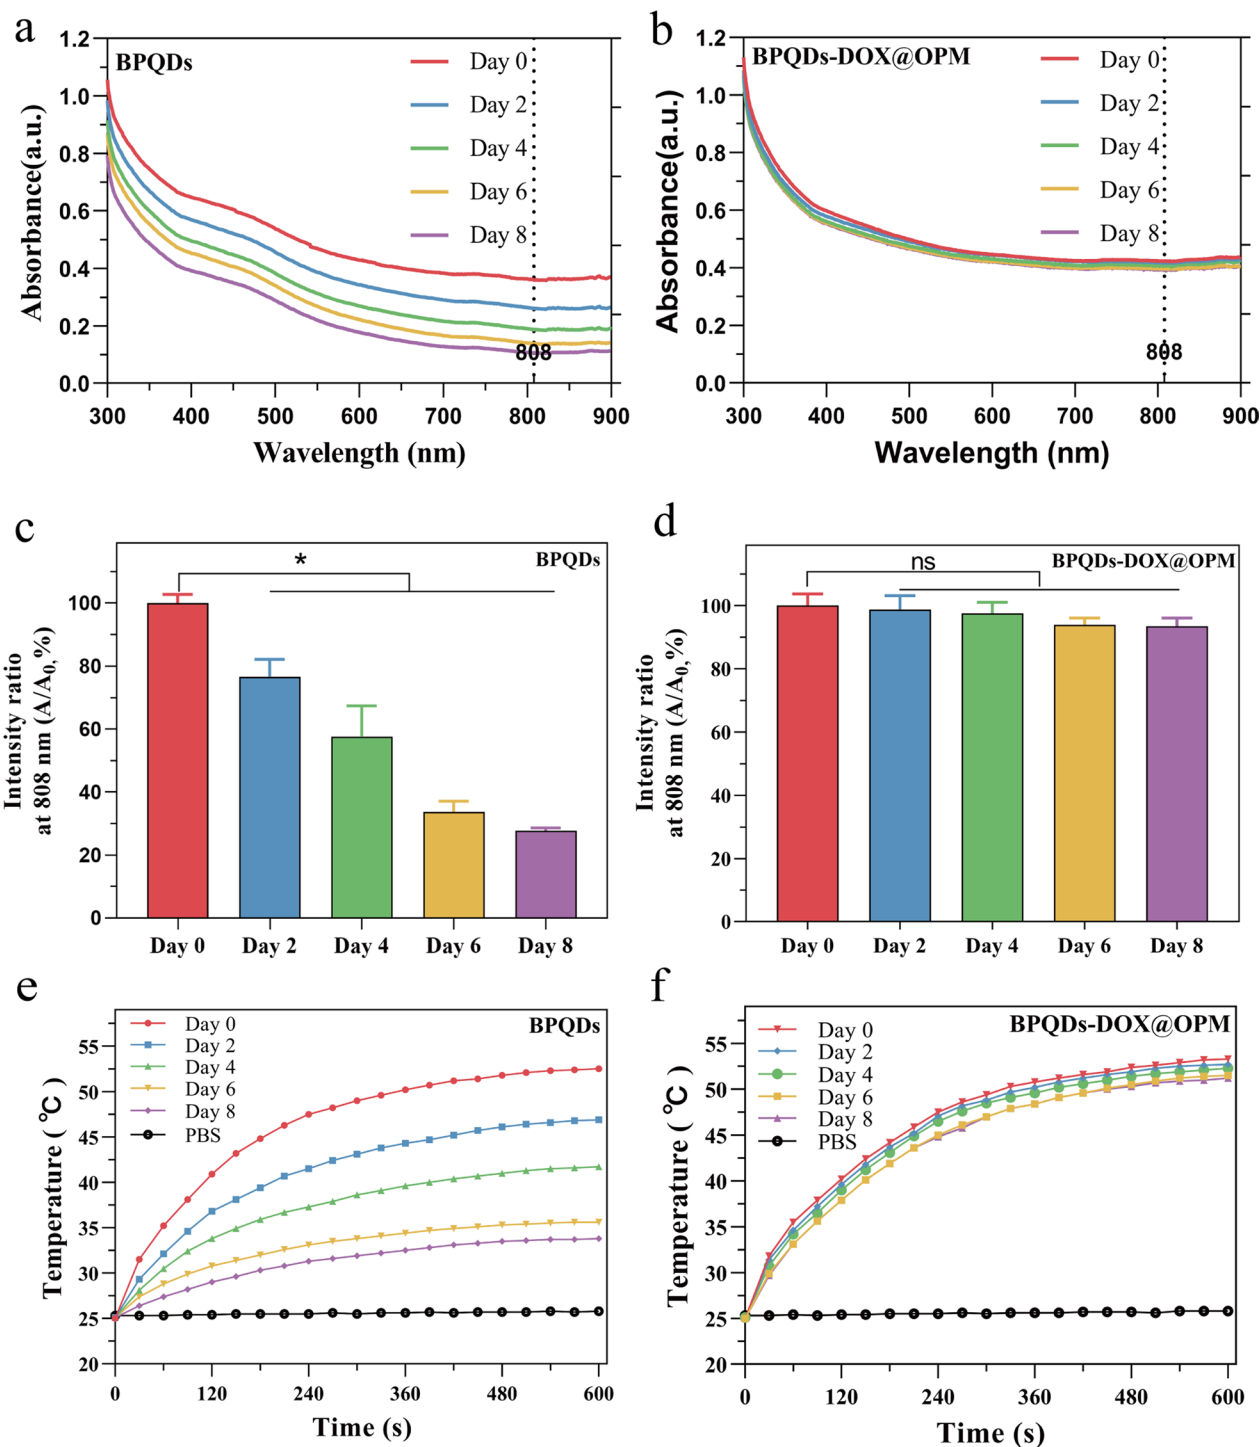 a
BPQDs
Day 0
Day 2
Day 4
Day 6
Day 8
808
1.2
1.0
0.8
0.6
0.4
0.2
0.0
Absorbance(a.u.)
300 400 500 600 700 800 900
Wavelength (nm)
b
BPQDs-DOX@OPM
Day 0
Day 2
Day 4
Day 6
Day 8
808
1.2
1.0
0.8
0.6
0.4
0.2
0.0
Absorbance(a.u.)
300 400 500 600 700 800 900
Wavelength (nm)
c
BPQDs
*
100
80
60
40
20
0
Intensity ratio
at 808 nm (A/A0,%)
Day 0 Day 2 Day 4 Day 6 Day 8
d
BPQDs-DOX@OPM
ns
100
80
60
40
20
0
Intensity ratio
at 808 nm (A/A0,%)
Day 0 Day 2 Day 4 Day 6 Day 8
e
BPQDs
Day 0
Day 2
Day 4
Day 6
Day 8
PBS
55
50
45
40
35
30
25
20
Temperature ( ℃ )
0 120 240 360 480 600
Time (s)
f
BPQDs-DOX@OPM
Day 0
Day 2
Day 4
Day 6
Day 8
PBS
55
50
45
40
35
30
25
20
Temperature ( ℃ )
0 120 240 360 480 600
Time (s)